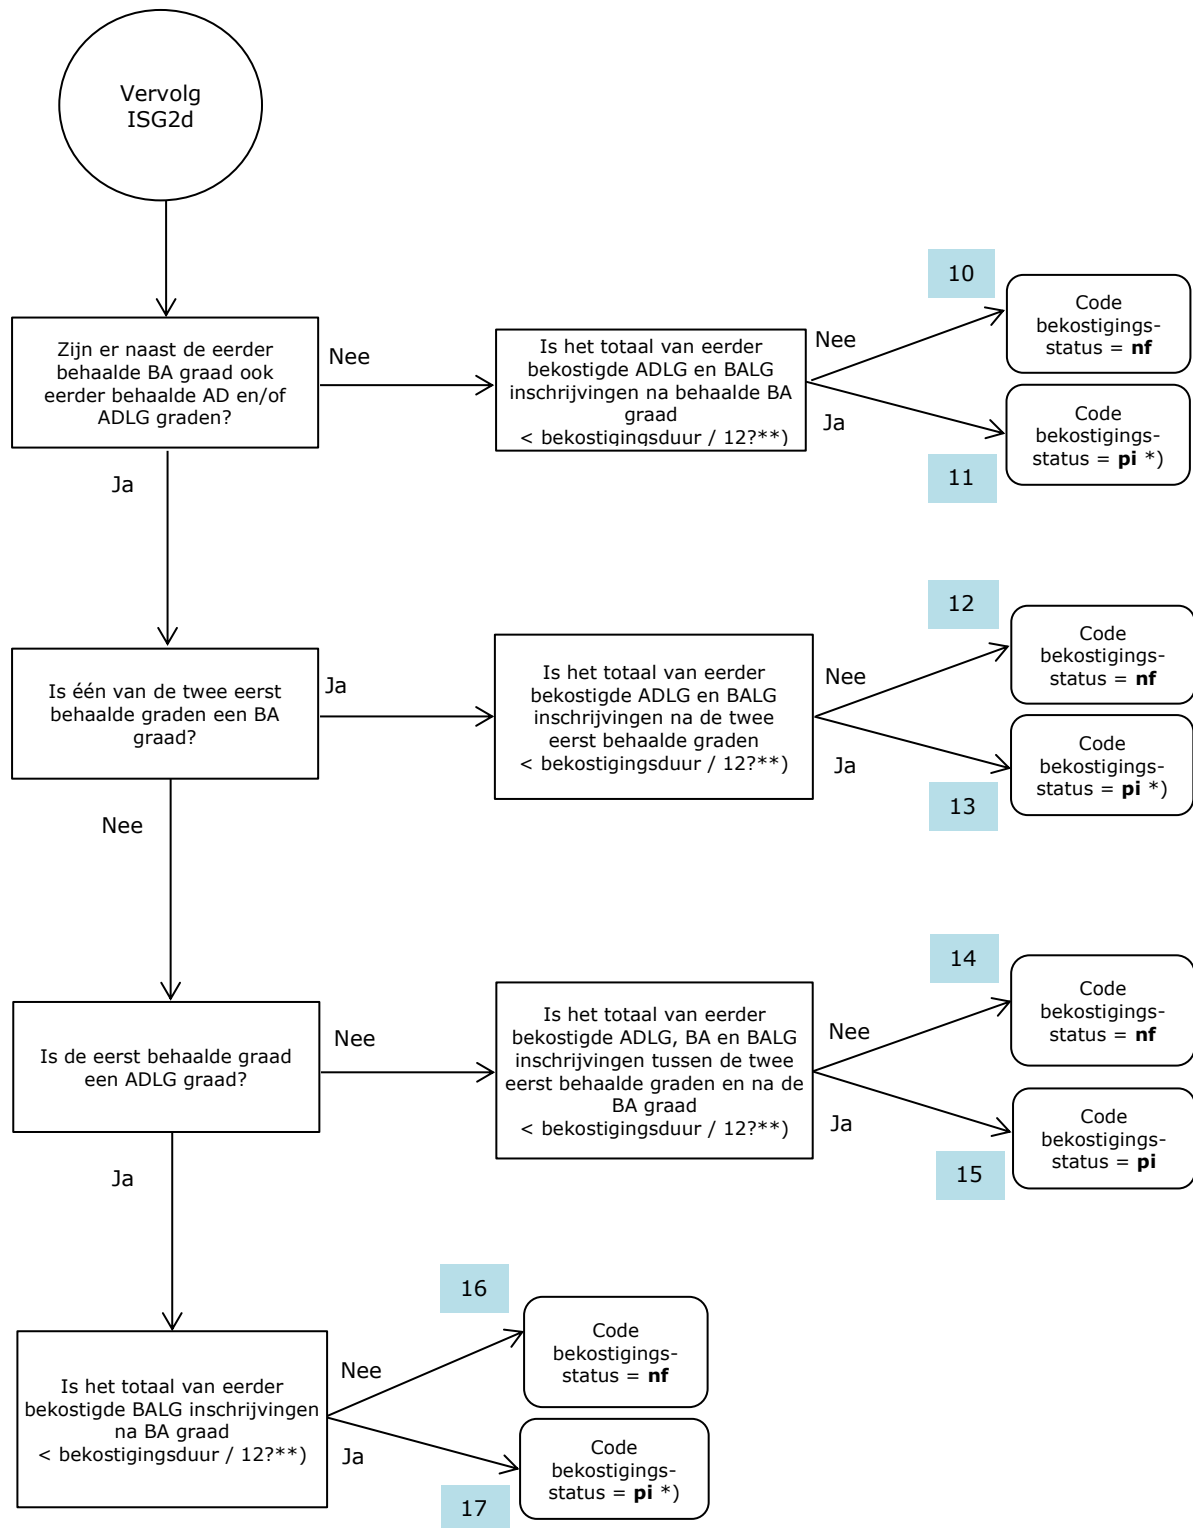 Vervolg
ISG2d
Zijn er naast de eerder
behaalde BA graad ook
eerder behaalde AD en/of
ADLG graden?
Nee
Is het totaal van eerder
bekostigde ADLG en BALG
inschrijvingen na behaalde BA
graad
< bekostigingsduur / 12?**)
Nee
10
Code
bekostigings-
status = nf
Ja
11
Code
bekostigings-
status = pi *)
Ja
Is één van de twee eerst
behaalde graden een BA
graad?
Ja
Is het totaal van eerder
bekostigde ADLG en BALG
inschrijvingen na de twee
eerst behaalde graden
< bekostigingsduur / 12?**)
Nee
12
Code
bekostigings-
status = nf
Ja
13
Code
bekostigings-
status = pi *)
Nee
Is de eerst behaalde graad
een ADLG graad?
Nee
Is het totaal van eerder
bekostigde ADLG, BA en BALG
inschrijvingen tussen de twee
eerst behaalde graden en na de
BA graad
< bekostigingsduur / 12?**)
Nee
14
Code
bekostigings-
status = nf
Ja
15
Code
bekostigings-
status = pi
Ja
Is het totaal van eerder
bekostigde BALG inschrijvingen
na BA graad
< bekostigingsduur / 12?**)
Nee
16
Code
bekostigings-
status = nf
Ja
17
Code
bekostigings-
status = pi *)